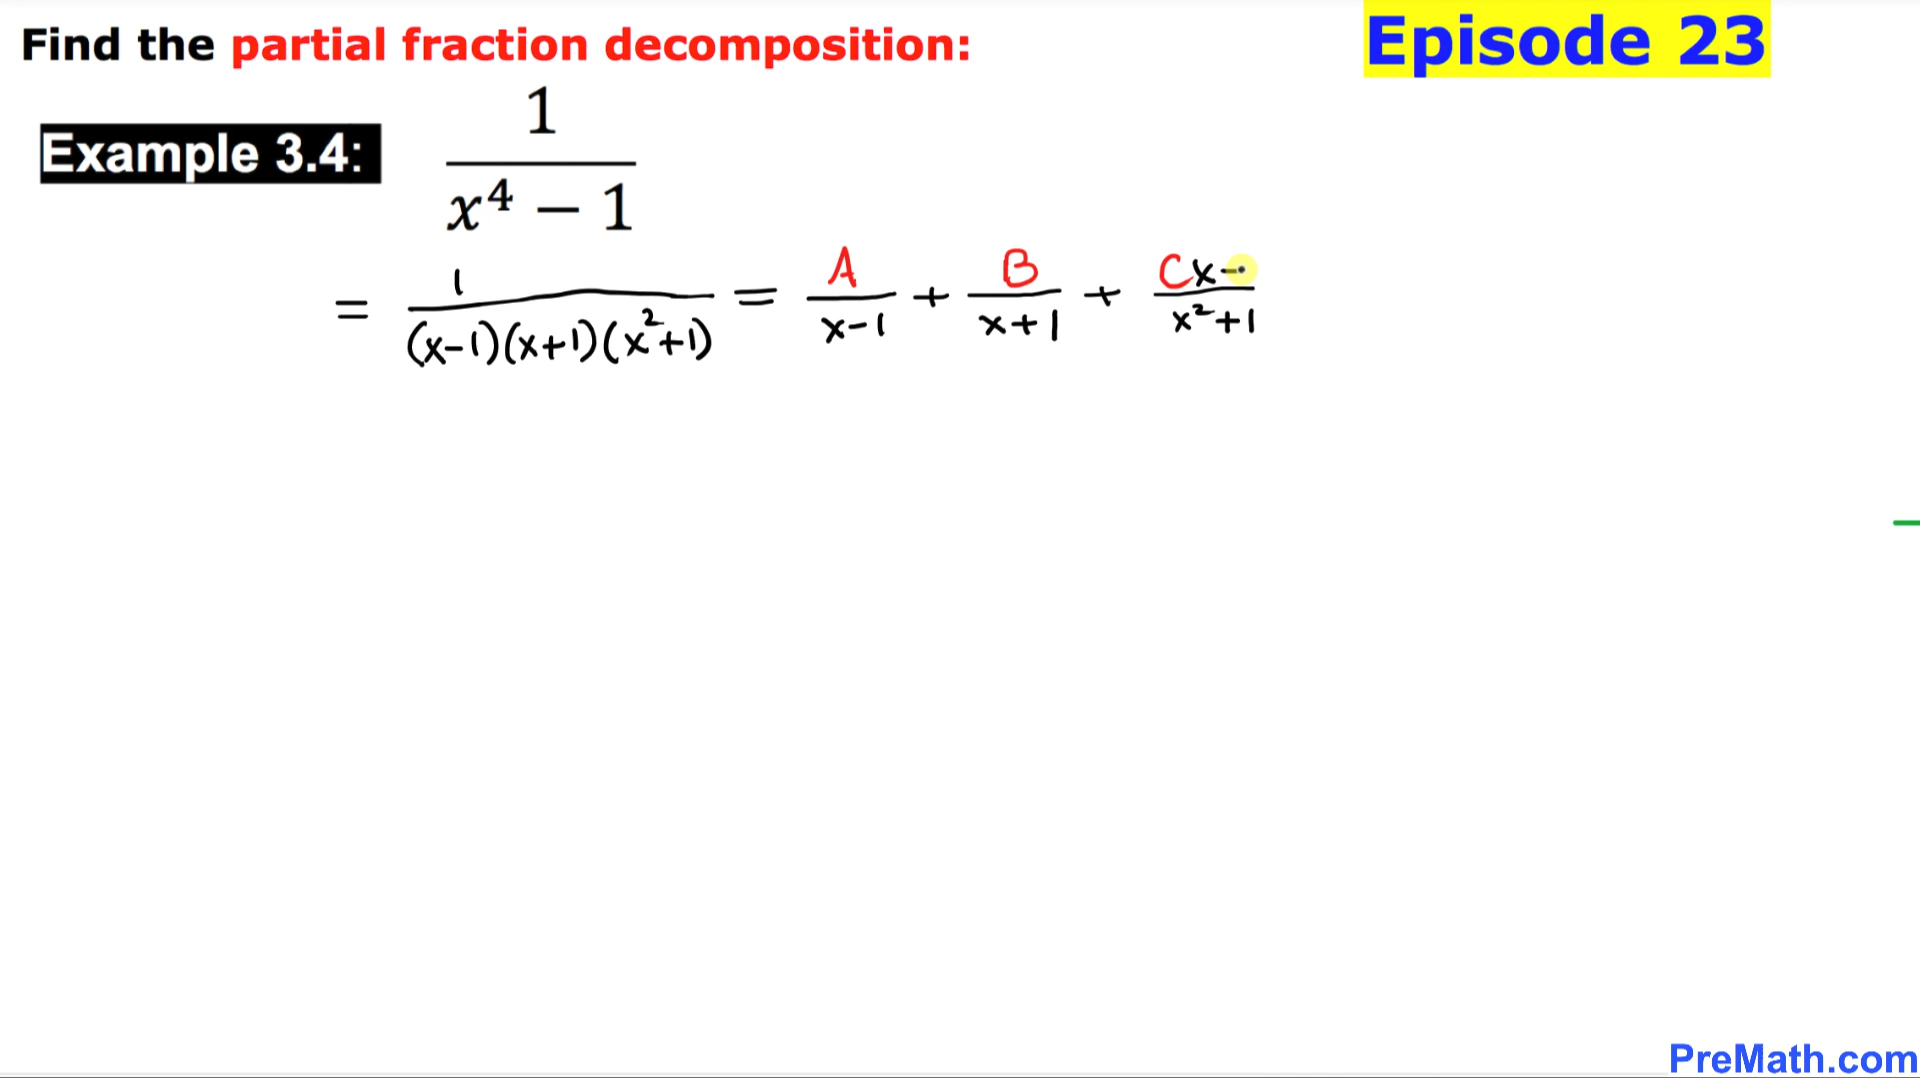 Find the partial fraction decomposition:
Episode 23
Example 3.4: 1/(x⁴ − 1)
= 1/((x-1)(x+1)(x²+1)) = A/(x-1) + B/(x+1) + (Cx-)/(x²+1)
PreMath.com